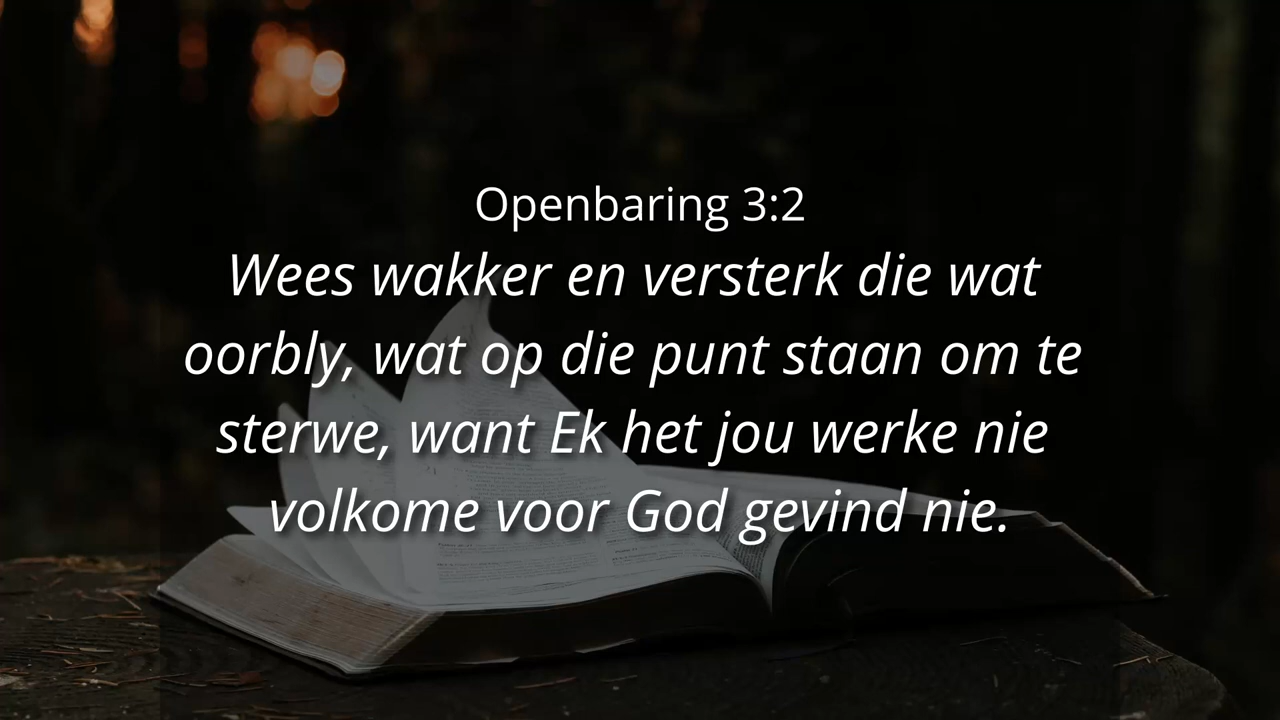 Openbaring 3:2
Wees wakker en versterk die wat
oorbly, wat op die punt staan om te
sterwe, want Ek het jou werke nie
volkome voor God gevind nie.